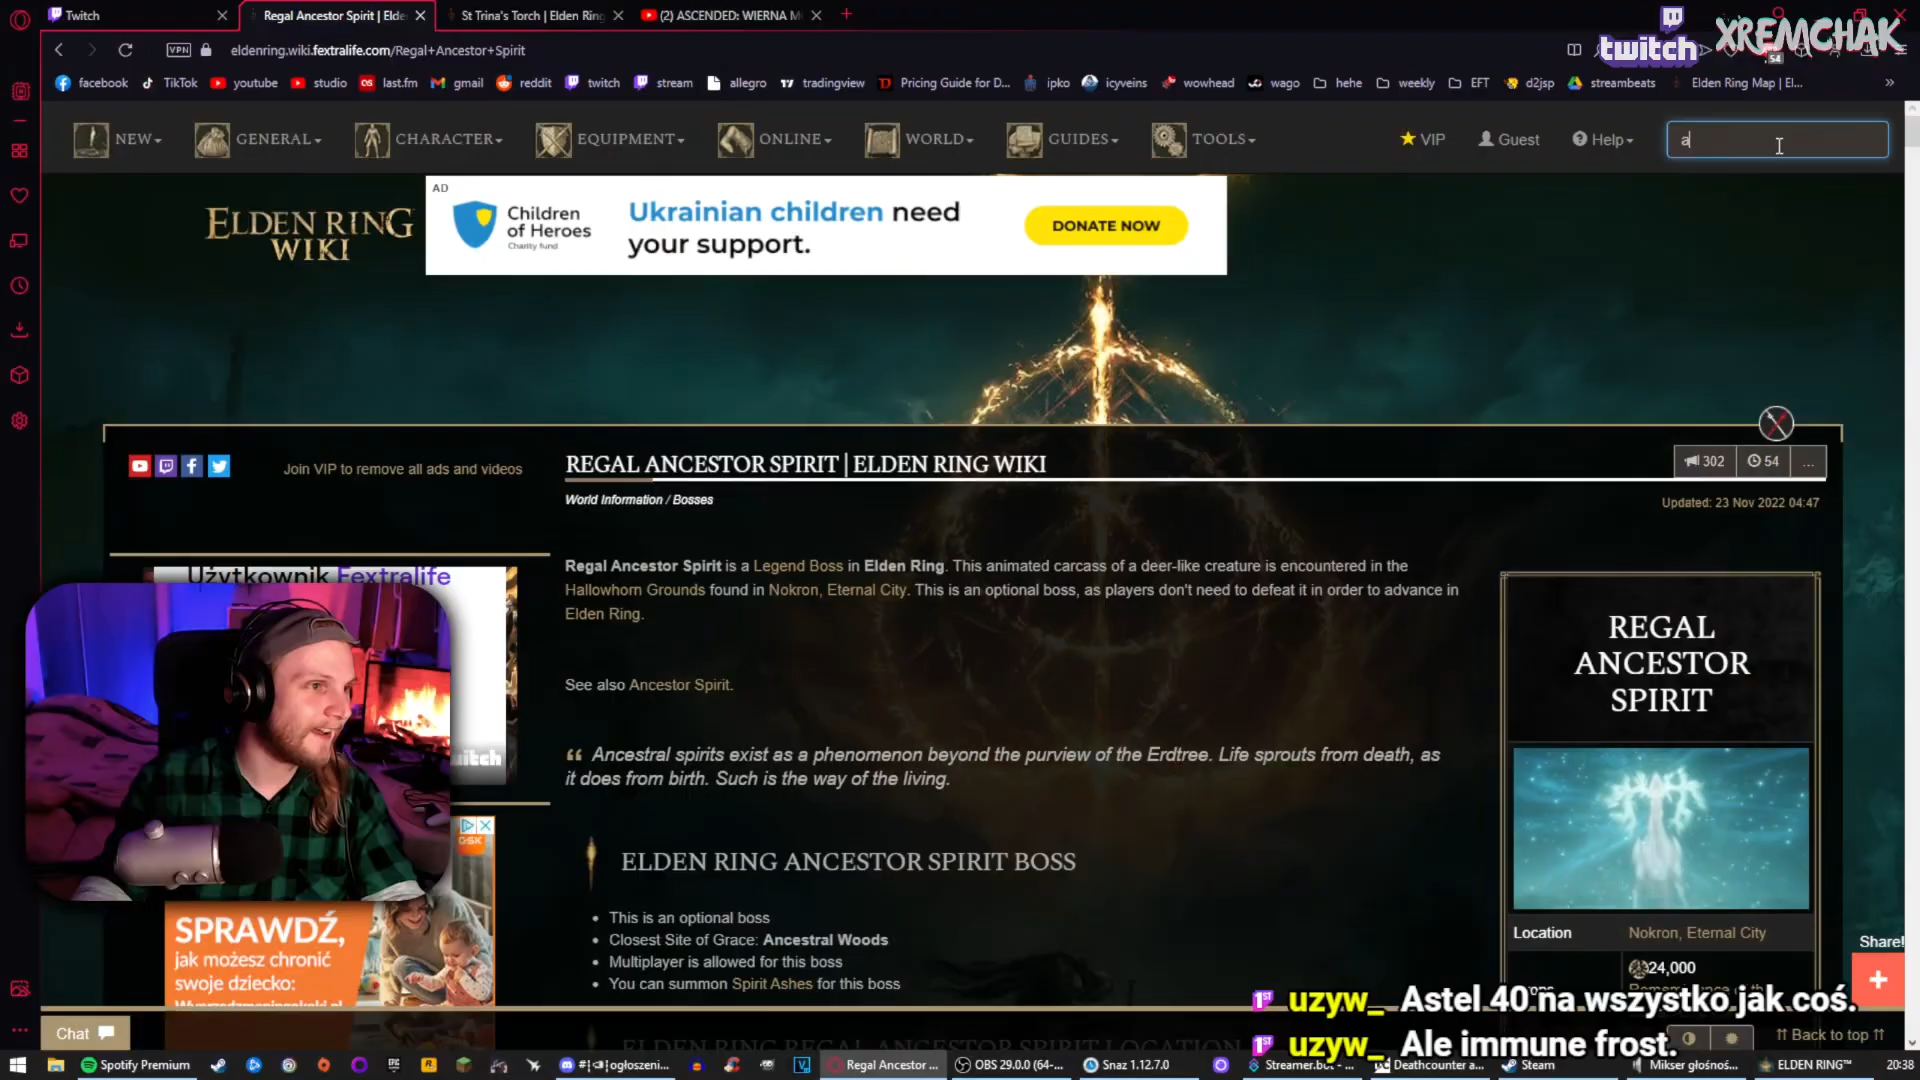 Twitch
Regal Ancestor Spirit | Elde
St Trina's Torch | Elden Ring
(2) ASCENDED: WIERNA M
twitch
XREMCHAK
VPN
eldenring.wiki.fextralife.com/Regal+Ancestor+Spirit
54
facebook
TikTok
youtube
studio
last.fm
gmail
reddit
twitch
stream
allegro
tradingview
Pricing Guide for D...
ipko
icyveins
wowhead
wago
hehe
weekly
EFT
d2jsp
streambeats
Elden Ring Map | El...
NEW
GENERAL
CHARACTER
EQUIPMENT
ONLINE
WORLD
GUIDES
TOOLS
VIP
Guest
Help
a
ELDEN RING
WIKI
AD
Children
of Heroes
Charity fund
Ukrainian children need
your support.
DONATE NOW
Join VIP to remove all ads and videos
REGAL ANCESTOR SPIRIT | ELDEN RING WIKI
302
54
...
World Information / Bosses
Updated: 23 Nov 2022 04:47
Użytkownik Fextralife
Regal Ancestor Spirit is a Legend Boss in Elden Ring. This animated carcass of a deer-like creature is encountered in the
Hallowhorn Grounds found in Nokron, Eternal City. This is an optional boss, as players don't need to defeat it in order to advance in
Elden Ring.
See also Ancestor Spirit.
Ancestral spirits exist as a phenomenon beyond the purview of the Erdtree. Life sprouts from death, as
it does from birth. Such is the way of the living.
REGAL
ANCESTOR
SPIRIT
ELDEN RING ANCESTOR SPIRIT BOSS
This is an optional boss
Closest Site of Grace: Ancestral Woods
Multiplayer is allowed for this boss
You can summon Spirit Ashes for this boss
Location
Nokron, Eternal City
24,000
Share!
GSK
SPRAWDŹ,
jak możesz chronić
swoje dziecko:
uzyw_ Astel 40 na wszystko jak coś.
uzyw_ Ale immune frost.
Chat
ELDEN RING REGAL ANCESTOR SPIRIT LOCATION
Back to top
Spotify Premium
ogłoszeni...
Regal Ancestor ...
OBS 29.0.0 (64-...
Snaz 1.12.7.0
Streamer.bot - ...
Deathcounter a...
Steam
Mikser głośnoś...
ELDEN RING™
20:38